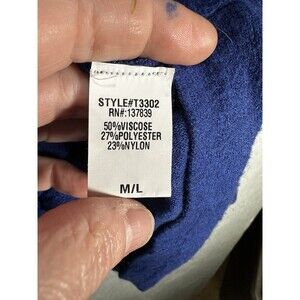 STYLE#T3302
RN#:137839
50%VISCOSE
27%POLYESTER
23%NYLON
M/L